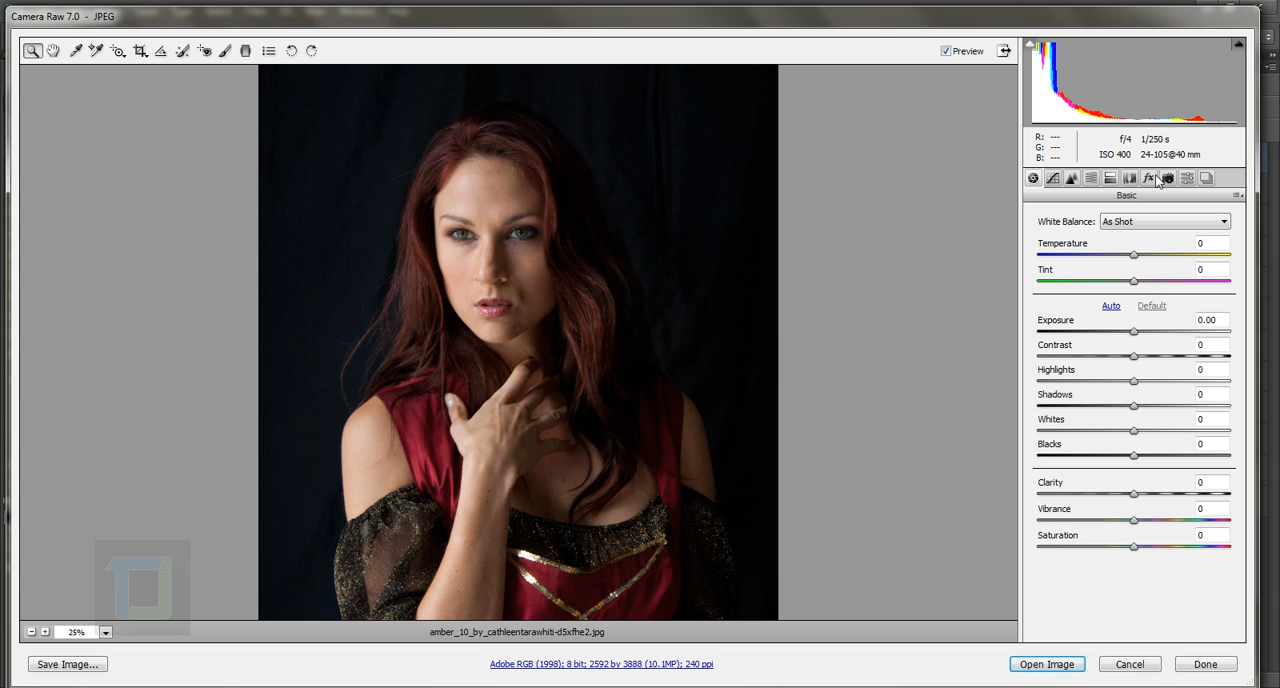 Camera Raw 7.0 - JPEG
Preview
R: ---
G: ---
B: ---
f/4 1/250 s
ISO 400 24-105@40 mm
fx
Basic
White Balance: As Shot
Temperature 0
Tint 0
Auto Default
Exposure 0.00
Contrast 0
Highlights 0
Shadows 0
Whites 0
Blacks 0
Clarity 0
Vibrance 0
Saturation 0
25%
amber_10_by_cathleentarawhiti-d5xfhe2.jpg
Save Image...
Adobe RGB (1998); 8 bit; 2592 by 3888 (10.1MP); 240 ppi
Open Image
Cancel
Done